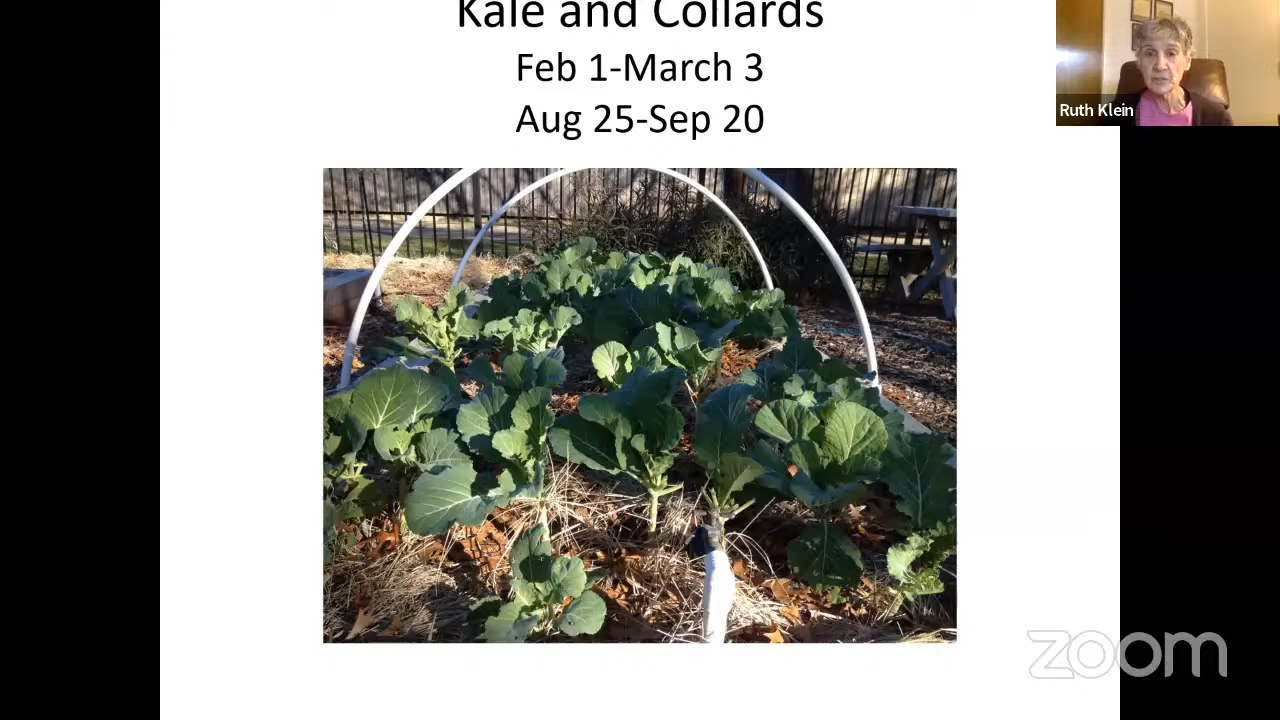 Kale and Collards
Feb 1-March 3
Aug 25-Sep 20
Ruth Klein
zoom